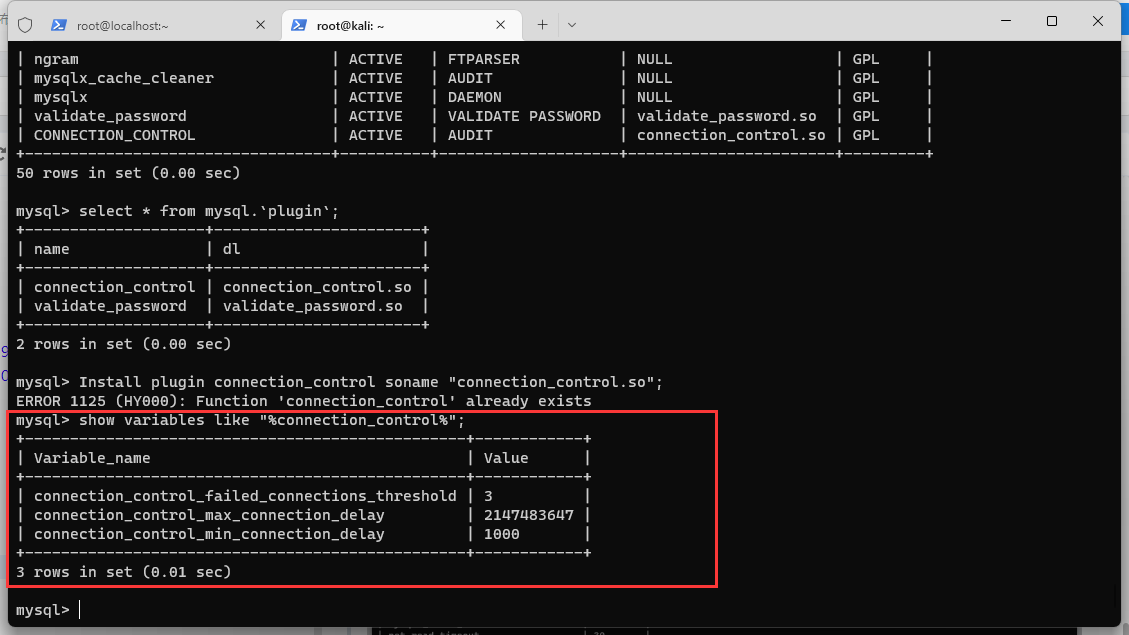 root@localhost:~
root@kali: ~
| ngram | ACTIVE | FTPARSER | NULL | GPL |
| mysqlx_cache_cleaner | ACTIVE | AUDIT | NULL | GPL |
| mysqlx | ACTIVE | DAEMON | NULL | GPL |
| validate_password | ACTIVE | VALIDATE PASSWORD | validate_password.so | GPL |
| CONNECTION_CONTROL | ACTIVE | AUDIT | connection_control.so | GPL |
+----------------------------------+----------+--------------------+-----------------------+---------+
50 rows in set (0.00 sec)
mysql> select * from mysql.`plugin`;
+--------------------+-----------------------+
| name | dl |
+--------------------+-----------------------+
| connection_control | connection_control.so |
| validate_password | validate_password.so |
+--------------------+-----------------------+
2 rows in set (0.00 sec)
mysql> Install plugin connection_control soname "connection_control.so";
ERROR 1125 (HY000): Function 'connection_control' already exists
mysql> show variables like "%connection_control%";
+-------------------------------------------------+------------+
| Variable_name | Value |
+-------------------------------------------------+------------+
| connection_control_failed_connections_threshold | 3 |
| connection_control_max_connection_delay | 2147483647 |
| connection_control_min_connection_delay | 1000 |
+-------------------------------------------------+------------+
3 rows in set (0.01 sec)
mysql>